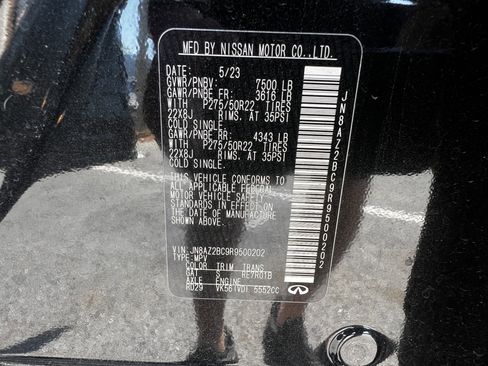 MFD BY NISSAN MOTOR CO.,LTD.
DATE: 5/23
GVWR/PNBV: 7500 LB
GAWR/PNBE FR: 3616 LB
WITH P275/50R22 TIRES
22X8J RIMS, AT 35PSI
COLD SINGLE.
GAWR/PNBE RR: 4343 LB
WITH P275/50R22 TIRES
22X8J RIMS, AT 35PSI
COLD SINGLE.
THIS VEHICLE CONFORMS TO
ALL APPLICABLE FEDERAL
MOTOR VEHICLE SAFETY
STANDARDS IN EFFECT ON
THE DATE OF MANUFACTURE
SHOWN ABOVE.
VIN: JN8AZ2BC9R9500202
TYPE: MPV
COLOR TRIM TRANS
GAT S RE7R01B
AXLE ENGINE
RD29 VK56(VD) 5552CC
JN8AZ2BC9R9500202
INFINITI